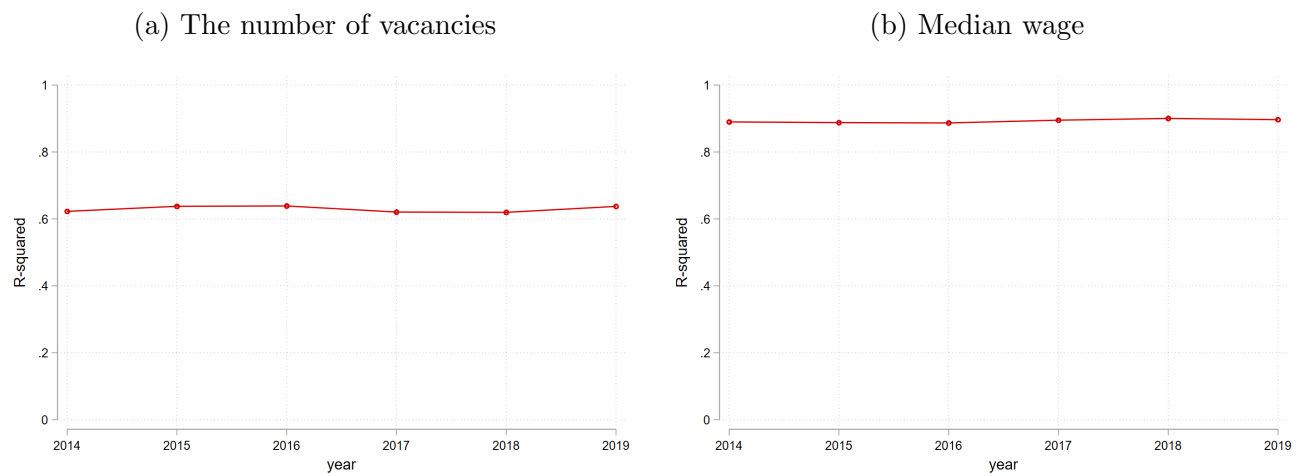 (a) The number of vacancies
1
.8
.6
.4
.2
0
R-squared
2014 2015 2016 2017 2018 2019
year
(b) Median wage
1
.8
.6
.4
.2
0
R-squared
2014 2015 2016 2017 2018 2019
year